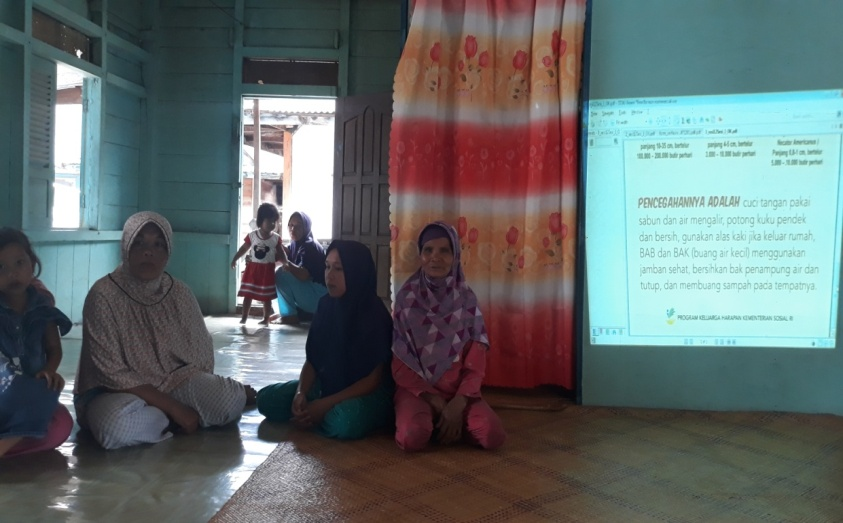 panjang 10-35 cm, bertelur
100.000 - 200.000 butir perhari
panjang 4-5 cm, bertelur
3.000 - 10.000 butir perhari
Necator Americanus )
Panjang 0,8-1 cm, bertelur
5.000 - 10.000 butir perhari
PENCEGAHANNYA ADALAH cuci tangan pakai
sabun dan air mengalir, potong kuku pendek
dan bersih, gunakan alas kaki jika keluar rumah,
BAB dan BAK (buang air kecil) menggunakan
jamban sehat, bersihkan bak penampung air dan
tutup, dan membuang sampah pada tempatnya.
PROGRAM KELUARGA HARAPAN KEMENTERIAN SOSIAL RI